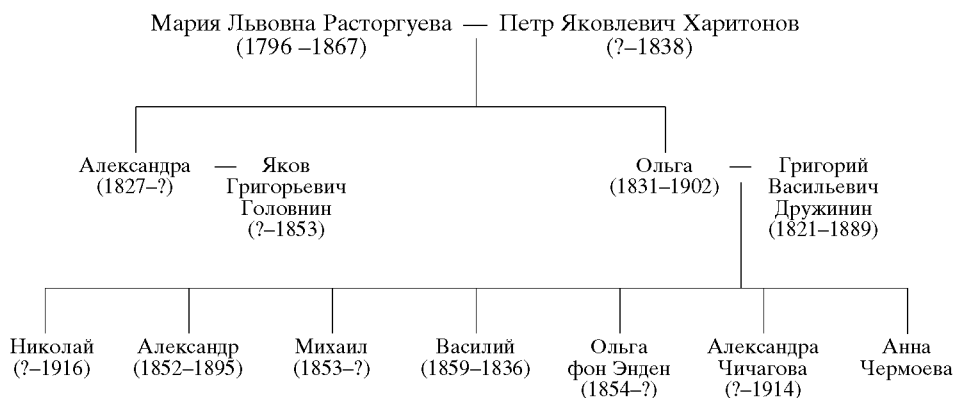 Мария Львовна Расторгуева — Петр Яковлевич Харитонов
(1796 –1867) (?–1838)
Александра — Яков
(1827–?) Григорьевич
Головнин
(?–1853)
Ольга — Григорий
(1831–1902) Васильевич
Дружинин
(1821–1889)
Николай
(?–1916)
Александр
(1852–1895)
Михаил
(1853–?)
Василий
(1859–1836)
Ольга
фон Энден
(1854–?)
Александра
Чичагова
(?–1914)
Анна
Чермоева